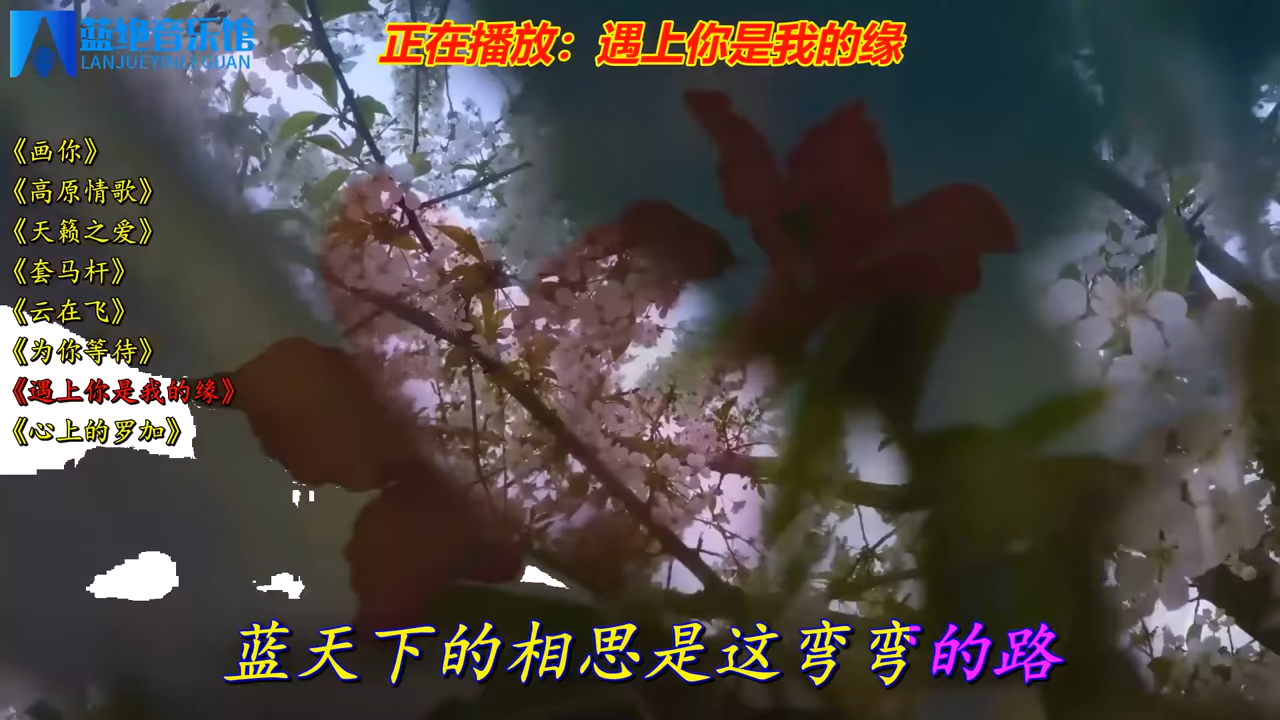 蓝绝音乐馆
LANJUEYINLEGUAN
正在播放：遇上你是我的缘
《画你》
《高原情歌》
《天籁之爱》
《套马杆》
《云在飞》
《为你等待》
《遇上你是我的缘》
《心上的罗加》
蓝天下的相思是这弯弯的路